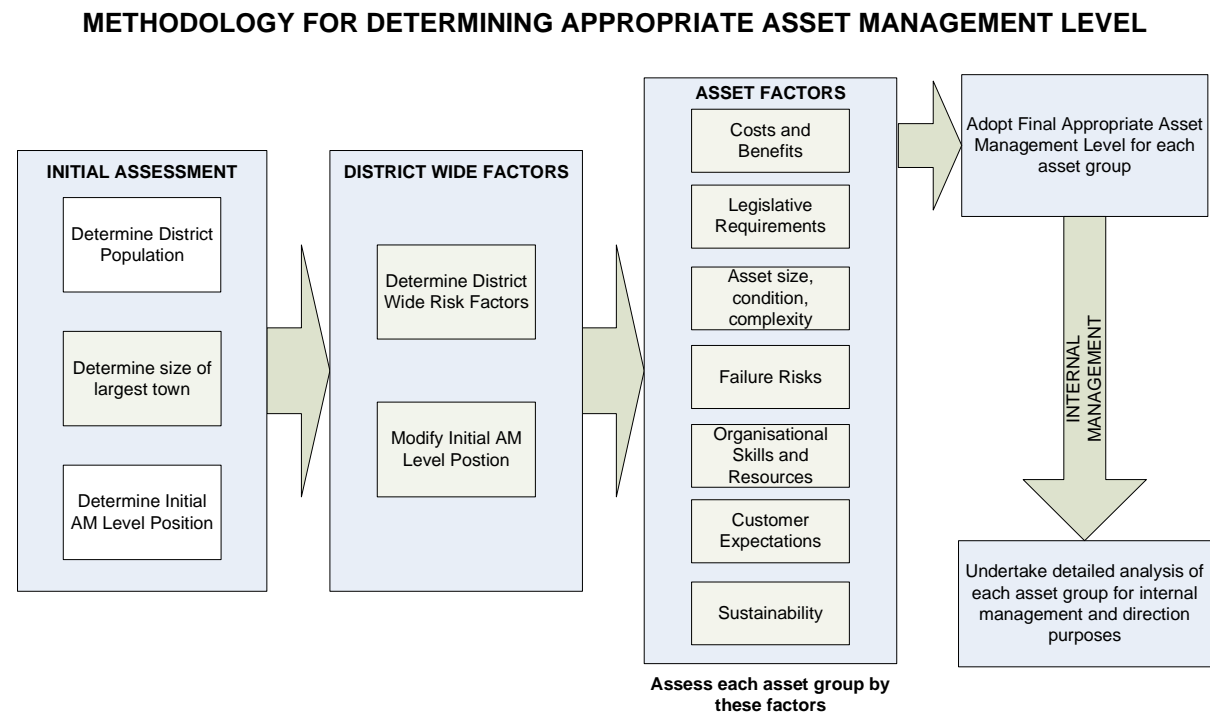 METHODOLOGY FOR DETERMINING APPROPRIATE ASSET MANAGEMENT LEVEL
INITIAL ASSESSMENT
Determine District
Population
Determine size of
largest town
Determine Initial
AM Level Position
DISTRICT WIDE FACTORS
Determine District
Wide Risk Factors
Modify Initial AM
Level Postion
ASSET FACTORS
Costs and
Benefits
Legislative
Requirements
Asset size,
condition,
complexity
Failure Risks
Organisational
Skills and
Resources
Customer
Expectations
Sustainability
Assess each asset group by
these factors
Adopt Final Appropriate Asset
Management Level for each
asset group
INTERNAL
MANAGEMENT
Undertake detailed analysis of
each asset group for internal
management and direction
purposes